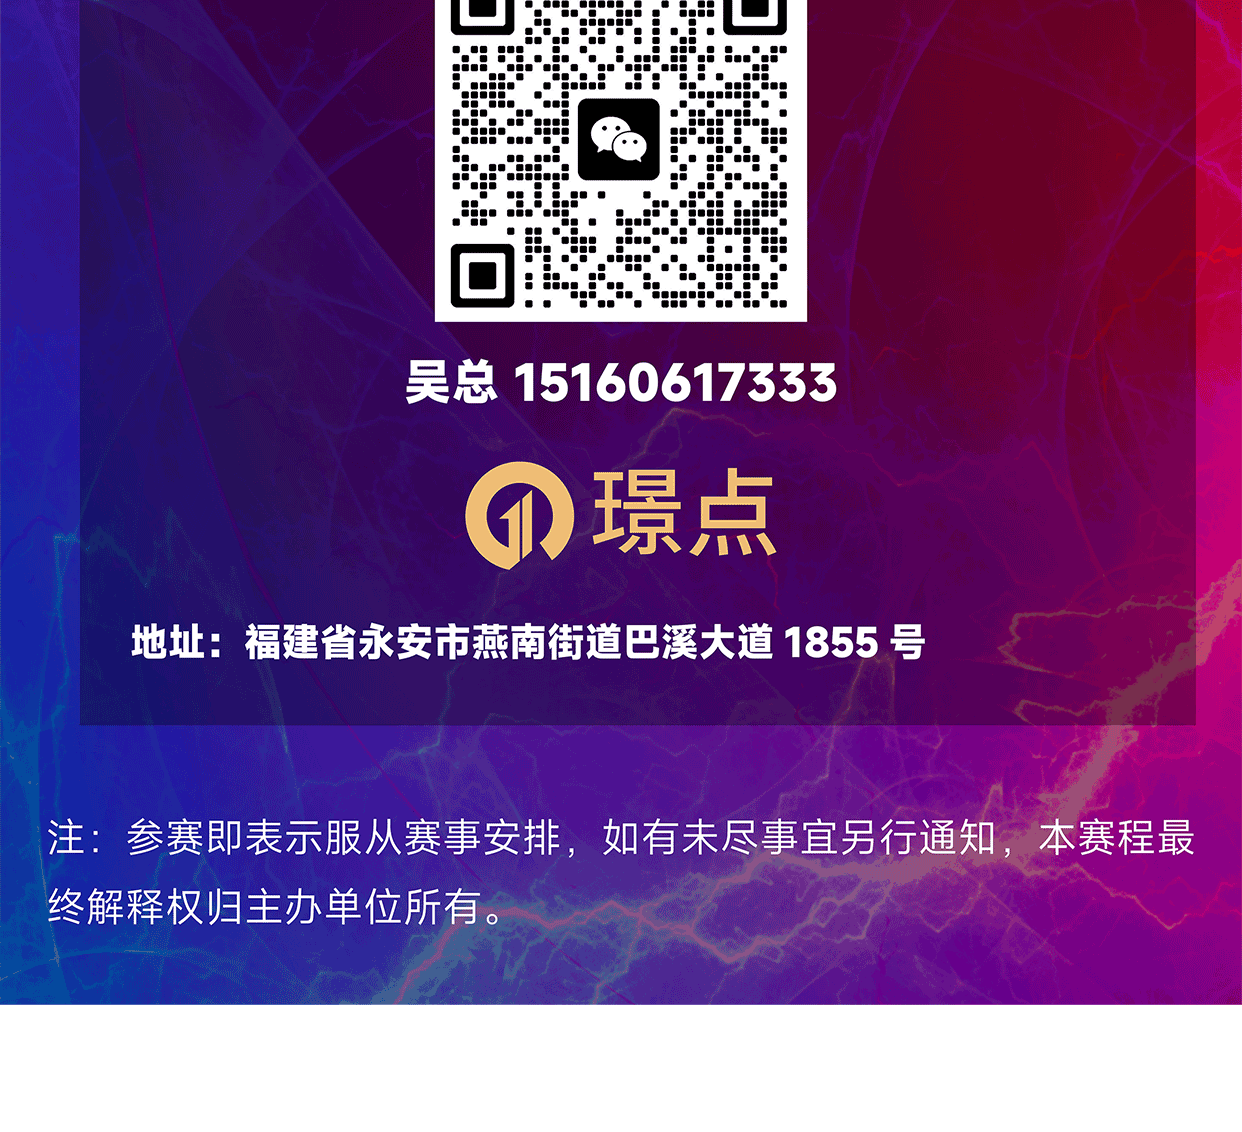 吴总 15160617333
璟点
地址：福建省永安市燕南街道巴溪大道 1855 号
注：参赛即表示服从赛事安排，如有未尽事宜另行通知，本赛程最
终解释权归主办单位所有。